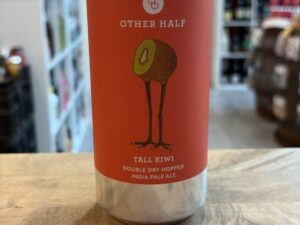 OTHER HALF
TALL KIWI
DOUBLE DRY HOPPED
INDIA PALE ALE